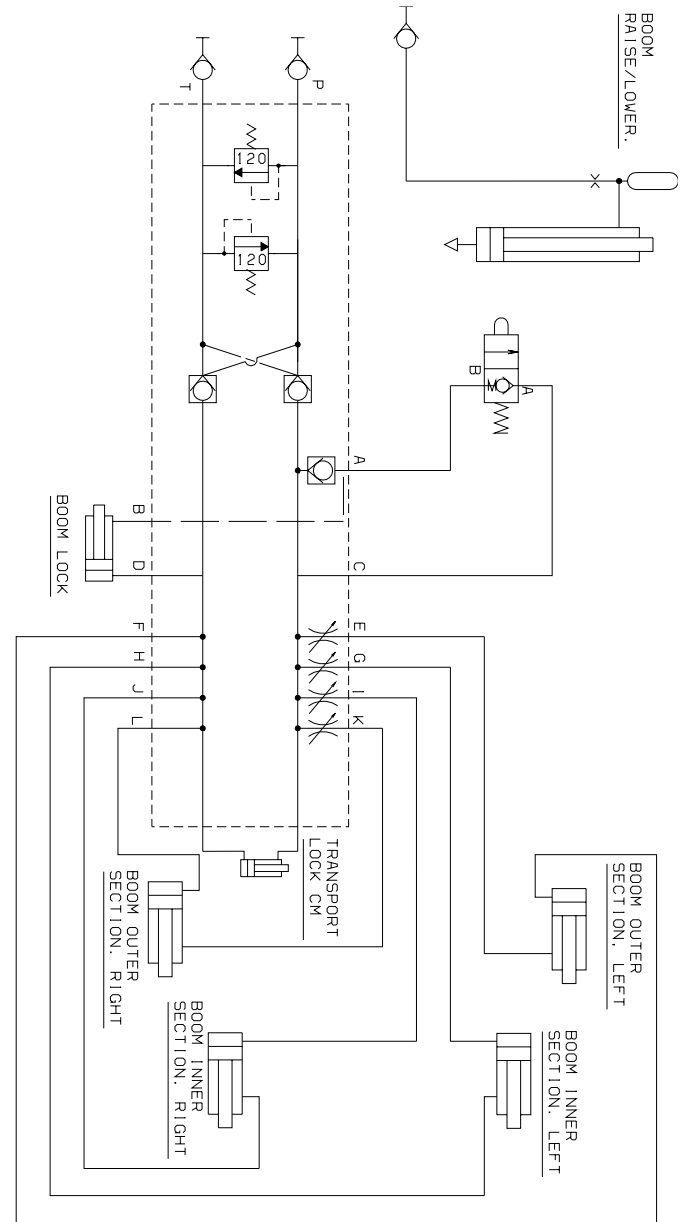 BOOM
RAISE/LOWER.
T
P
120
120
B
A
A
B
BOOM LOCK
D
C
F
E
H
G
J
I
L
K
TRANSPORT
LOCK CM
BOOM OUTER
SECTION. RIGHT
BOOM OUTER
SECTION. LEFT
BOOM INNER
SECTION. RIGHT
BOOM INNER
SECTION. LEFT